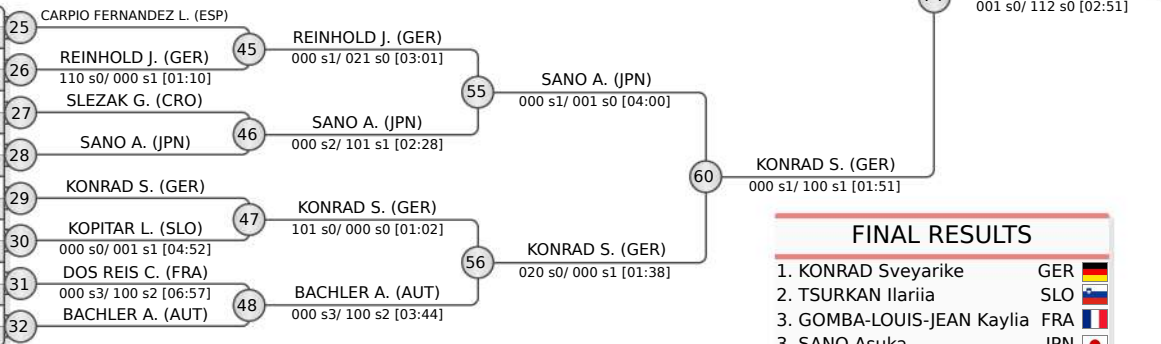 001 s0/ 112 s0 [02:51]
25
CARPIO FERNANDEZ L. (ESP)
45
REINHOLD J. (GER)
000 s1/ 021 s0 [03:01]
26
REINHOLD J. (GER)
110 s0/ 000 s1 [01:10]
55
SANO A. (JPN)
000 s1/ 001 s0 [04:00]
27
SLEZAK G. (CRO)
46
SANO A. (JPN)
000 s2/ 101 s1 [02:28]
28
SANO A. (JPN)
60
KONRAD S. (GER)
000 s1/ 100 s1 [01:51]
29
KONRAD S. (GER)
47
KONRAD S. (GER)
101 s0/ 000 s0 [01:02]
30
KOPITAR L. (SLO)
000 s0/ 001 s1 [04:52]
56
KONRAD S. (GER)
020 s0/ 000 s1 [01:38]
31
DOS REIS C. (FRA)
000 s3/ 100 s2 [06:57]
48
BACHLER A. (AUT)
000 s3/ 100 s2 [03:44]
32
BACHLER A. (AUT)
FINAL RESULTS
1. KONRAD Sveyarike GER
2. TSURKAN Ilariia SLO
3. GOMBA-LOUIS-JEAN Kaylia FRA
3. SANO Asuka JPN